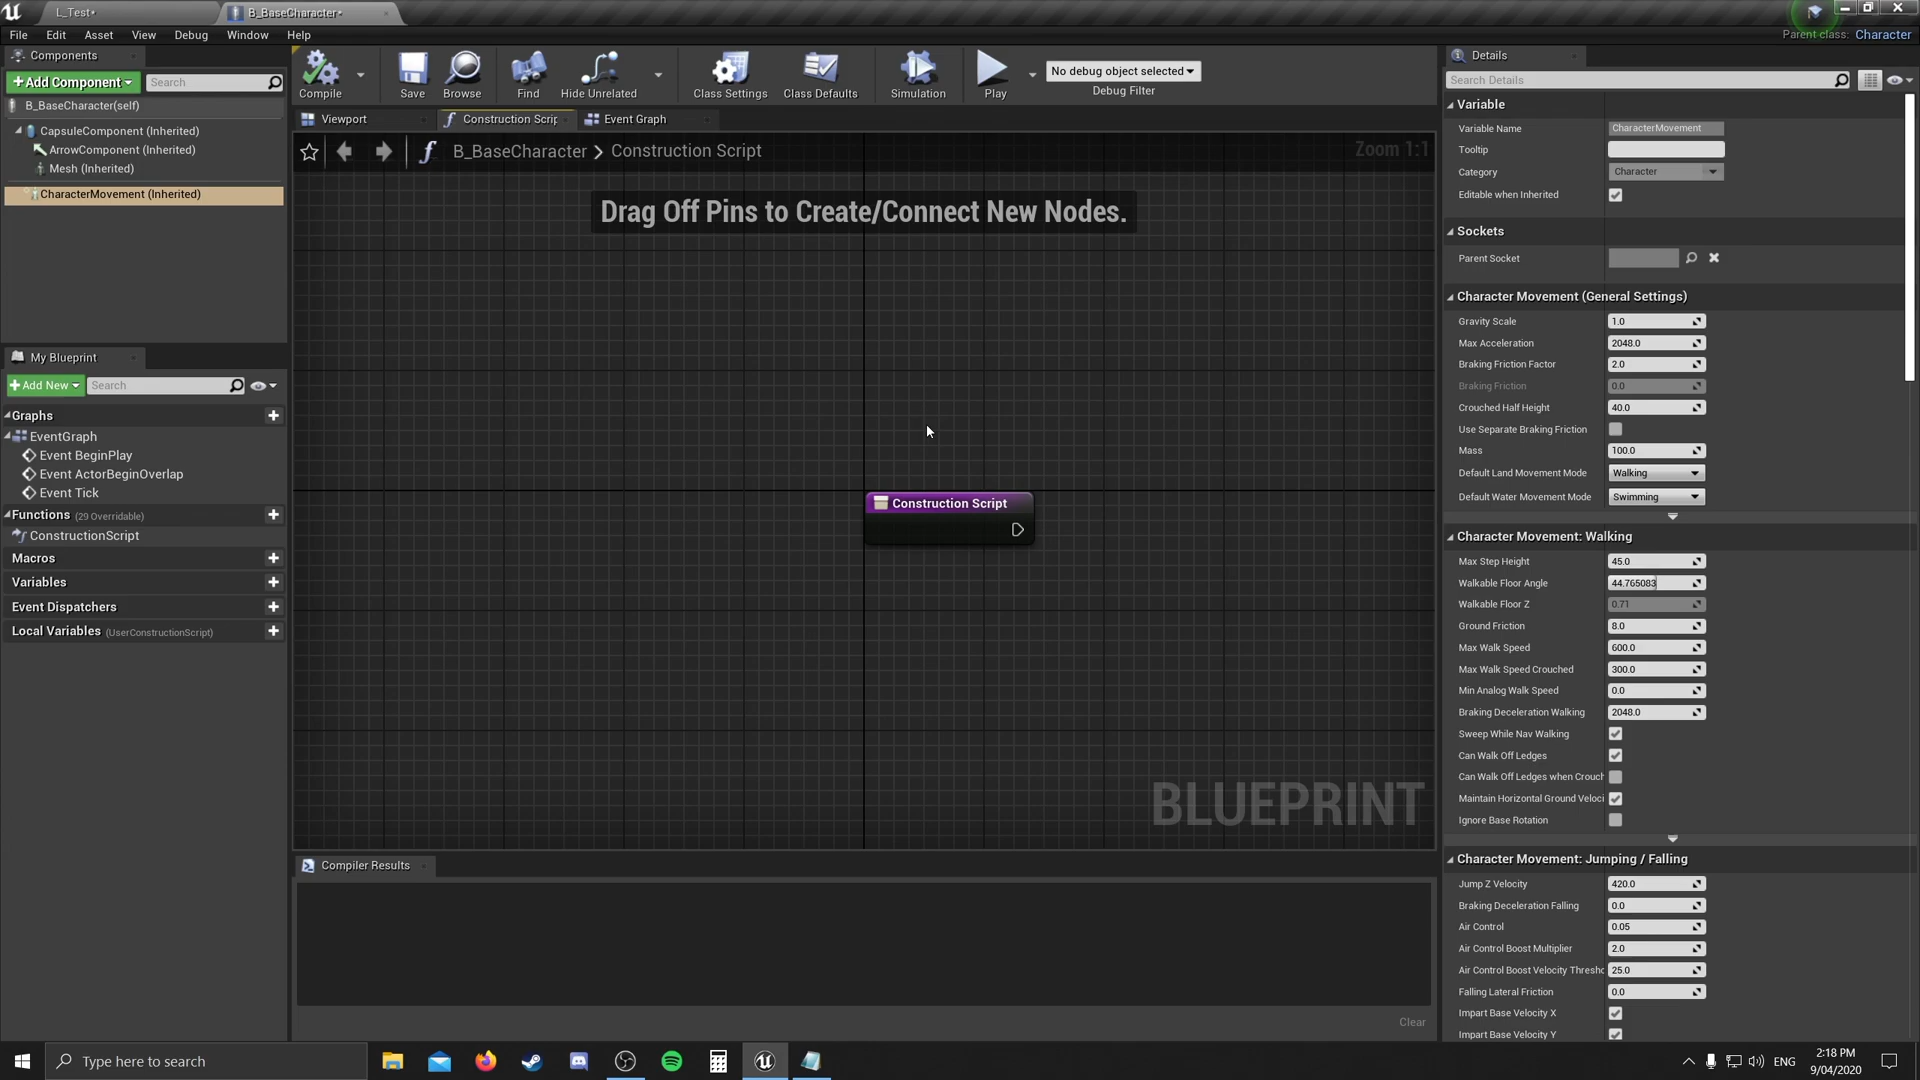 L_Test•
B_BaseCharacter•
File Edit Asset View Debug Window Help
Parent class: Character
Components
+Add Component
Search
B_BaseCharacter(self)
CapsuleComponent (Inherited)
ArrowComponent (Inherited)
Mesh (Inherited)
CharacterMovement (Inherited)
My Blueprint
+Add New
Search
Graphs
EventGraph
Event BeginPlay
Event ActorBeginOverlap
Event Tick
Functions (29 Overridable)
ConstructionScript
Macros
Variables
Event Dispatchers
Local Variables (UserConstructionScript)
Compile
Save
Browse
Find
Hide Unrelated
Class Settings
Class Defaults
Simulation
Play
No debug object selected
Debug Filter
Viewport
Construction Scrip
Event Graph
B_BaseCharacter > Construction Script
Zoom 1:1
Drag Off Pins to Create/Connect New Nodes.
Construction Script
BLUEPRINT
Compiler Results
Clear
Details
Search Details
Variable
Variable Name CharacterMovement
Tooltip
Category Character
Editable when Inherited
Sockets
Parent Socket
Character Movement (General Settings)
Gravity Scale 1.0
Max Acceleration 2048.0
Braking Friction Factor 2.0
Braking Friction 0.0
Crouched Half Height 40.0
Use Separate Braking Friction
Mass 100.0
Default Land Movement Mode Walking
Default Water Movement Mode Swimming
Character Movement: Walking
Max Step Height 45.0
Walkable Floor Angle 44.765083
Walkable Floor Z 0.71
Ground Friction 8.0
Max Walk Speed 600.0
Max Walk Speed Crouched 300.0
Min Analog Walk Speed 0.0
Braking Deceleration Walking 2048.0
Sweep While Nav Walking
Can Walk Off Ledges
Can Walk Off Ledges when Crouch
Maintain Horizontal Ground Veloci
Ignore Base Rotation
Character Movement: Jumping / Falling
Jump Z Velocity 420.0
Braking Deceleration Falling 0.0
Air Control 0.05
Air Control Boost Multiplier 2.0
Air Control Boost Velocity Thresho 25.0
Falling Lateral Friction 0.0
Impart Base Velocity X
Impart Base Velocity Y
Type here to search
ENG
2:18 PM
9/04/2020